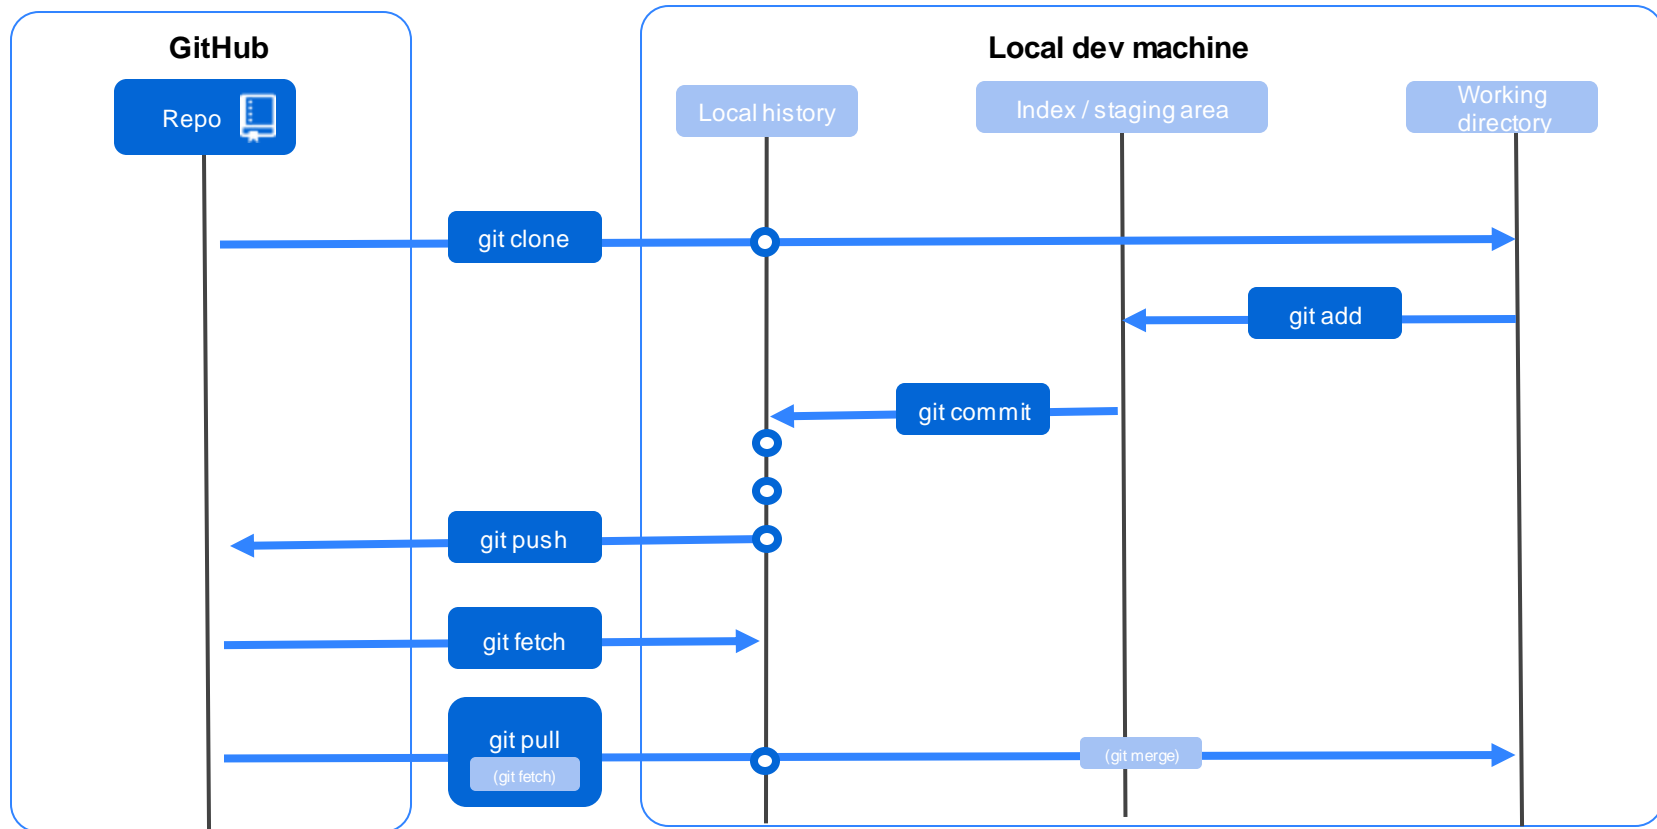 GitHub
Local dev machine
Repo
Local history
Index / staging area
Working
directory
git clone
git add
git commit
git push
git fetch
git pull
(git fetch)
(git merge)